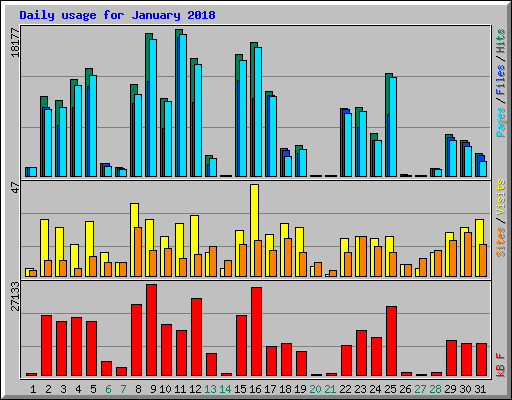 Daily usage for January 2018
18177
Pages / Files / Hits
47
Sites / Visits
27133
kB F
1 2 3 4 5 6 7 8 9 10 11 12 13 14 15 16 17 18 19 20 21 22 23 24 25 26 27 28 29 30 31